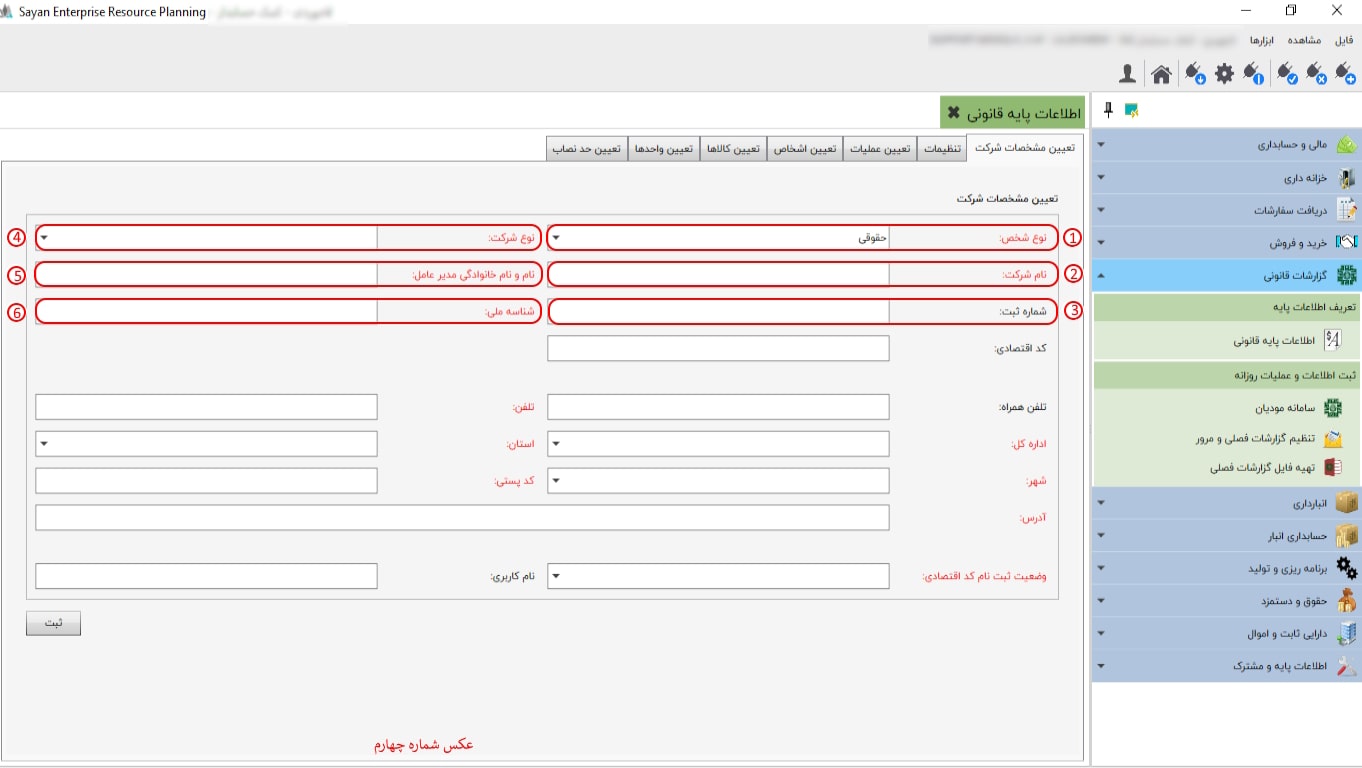 Sayan Enterprise Resource Planning
فایل مشاهده ابزارها
اطلاعات پایه قانونی ✖
تعیین مشخصات شرکت تنظیمات تعیین عملیات تعیین اشخاص تعیین کالاها تعیین واحدها تعیین حد نصاب
تعیین مشخصات شرکت
1 نوع شخص: حقوقی نوع شرکت: 4
2 نام شرکت: نام و نام خانوادگی مدیر عامل: 5
3 شماره ثبت: شناسه ملی: 6
کد اقتصادی:
تلفن همراه: تلفن:
اداره کل: استان:
شهر: کد پستی:
آدرس:
وضعیت ثبت نام کد اقتصادی: نام کاربری:
ثبت
عکس شماره چهارم
مالی و حسابداری
خزانه داری
دریافت سفارشات
خرید و فروش
گزارشات قانونی
تعریف اطلاعات پایه
اطلاعات پایه قانونی
ثبت اطلاعات و عملیات روزانه
سامانه مودیان
تنظیم گزارشات فصلی و مرور
تهیه فایل گزارشات فصلی
انبارداری
حسابداری انبار
برنامه ریزی و تولید
حقوق و دستمزد
دارایی ثابت و اموال
اطلاعات پایه و مشترک